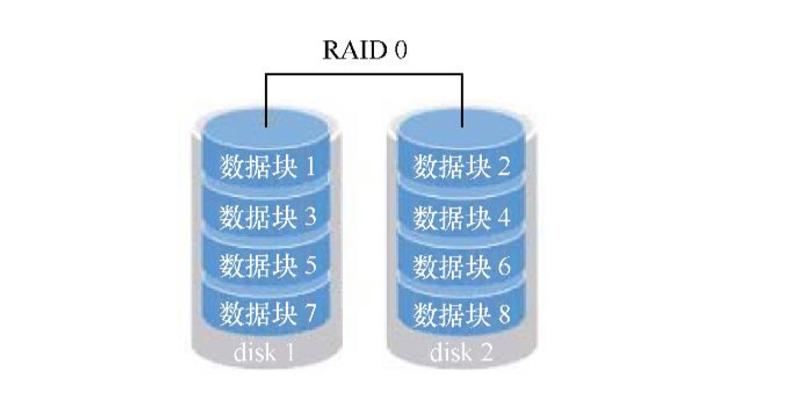 RAID 0
数据块 1
数据块 3
数据块 5
数据块 7
disk 1
数据块 2
数据块 4
数据块 6
数据块 8
disk 2